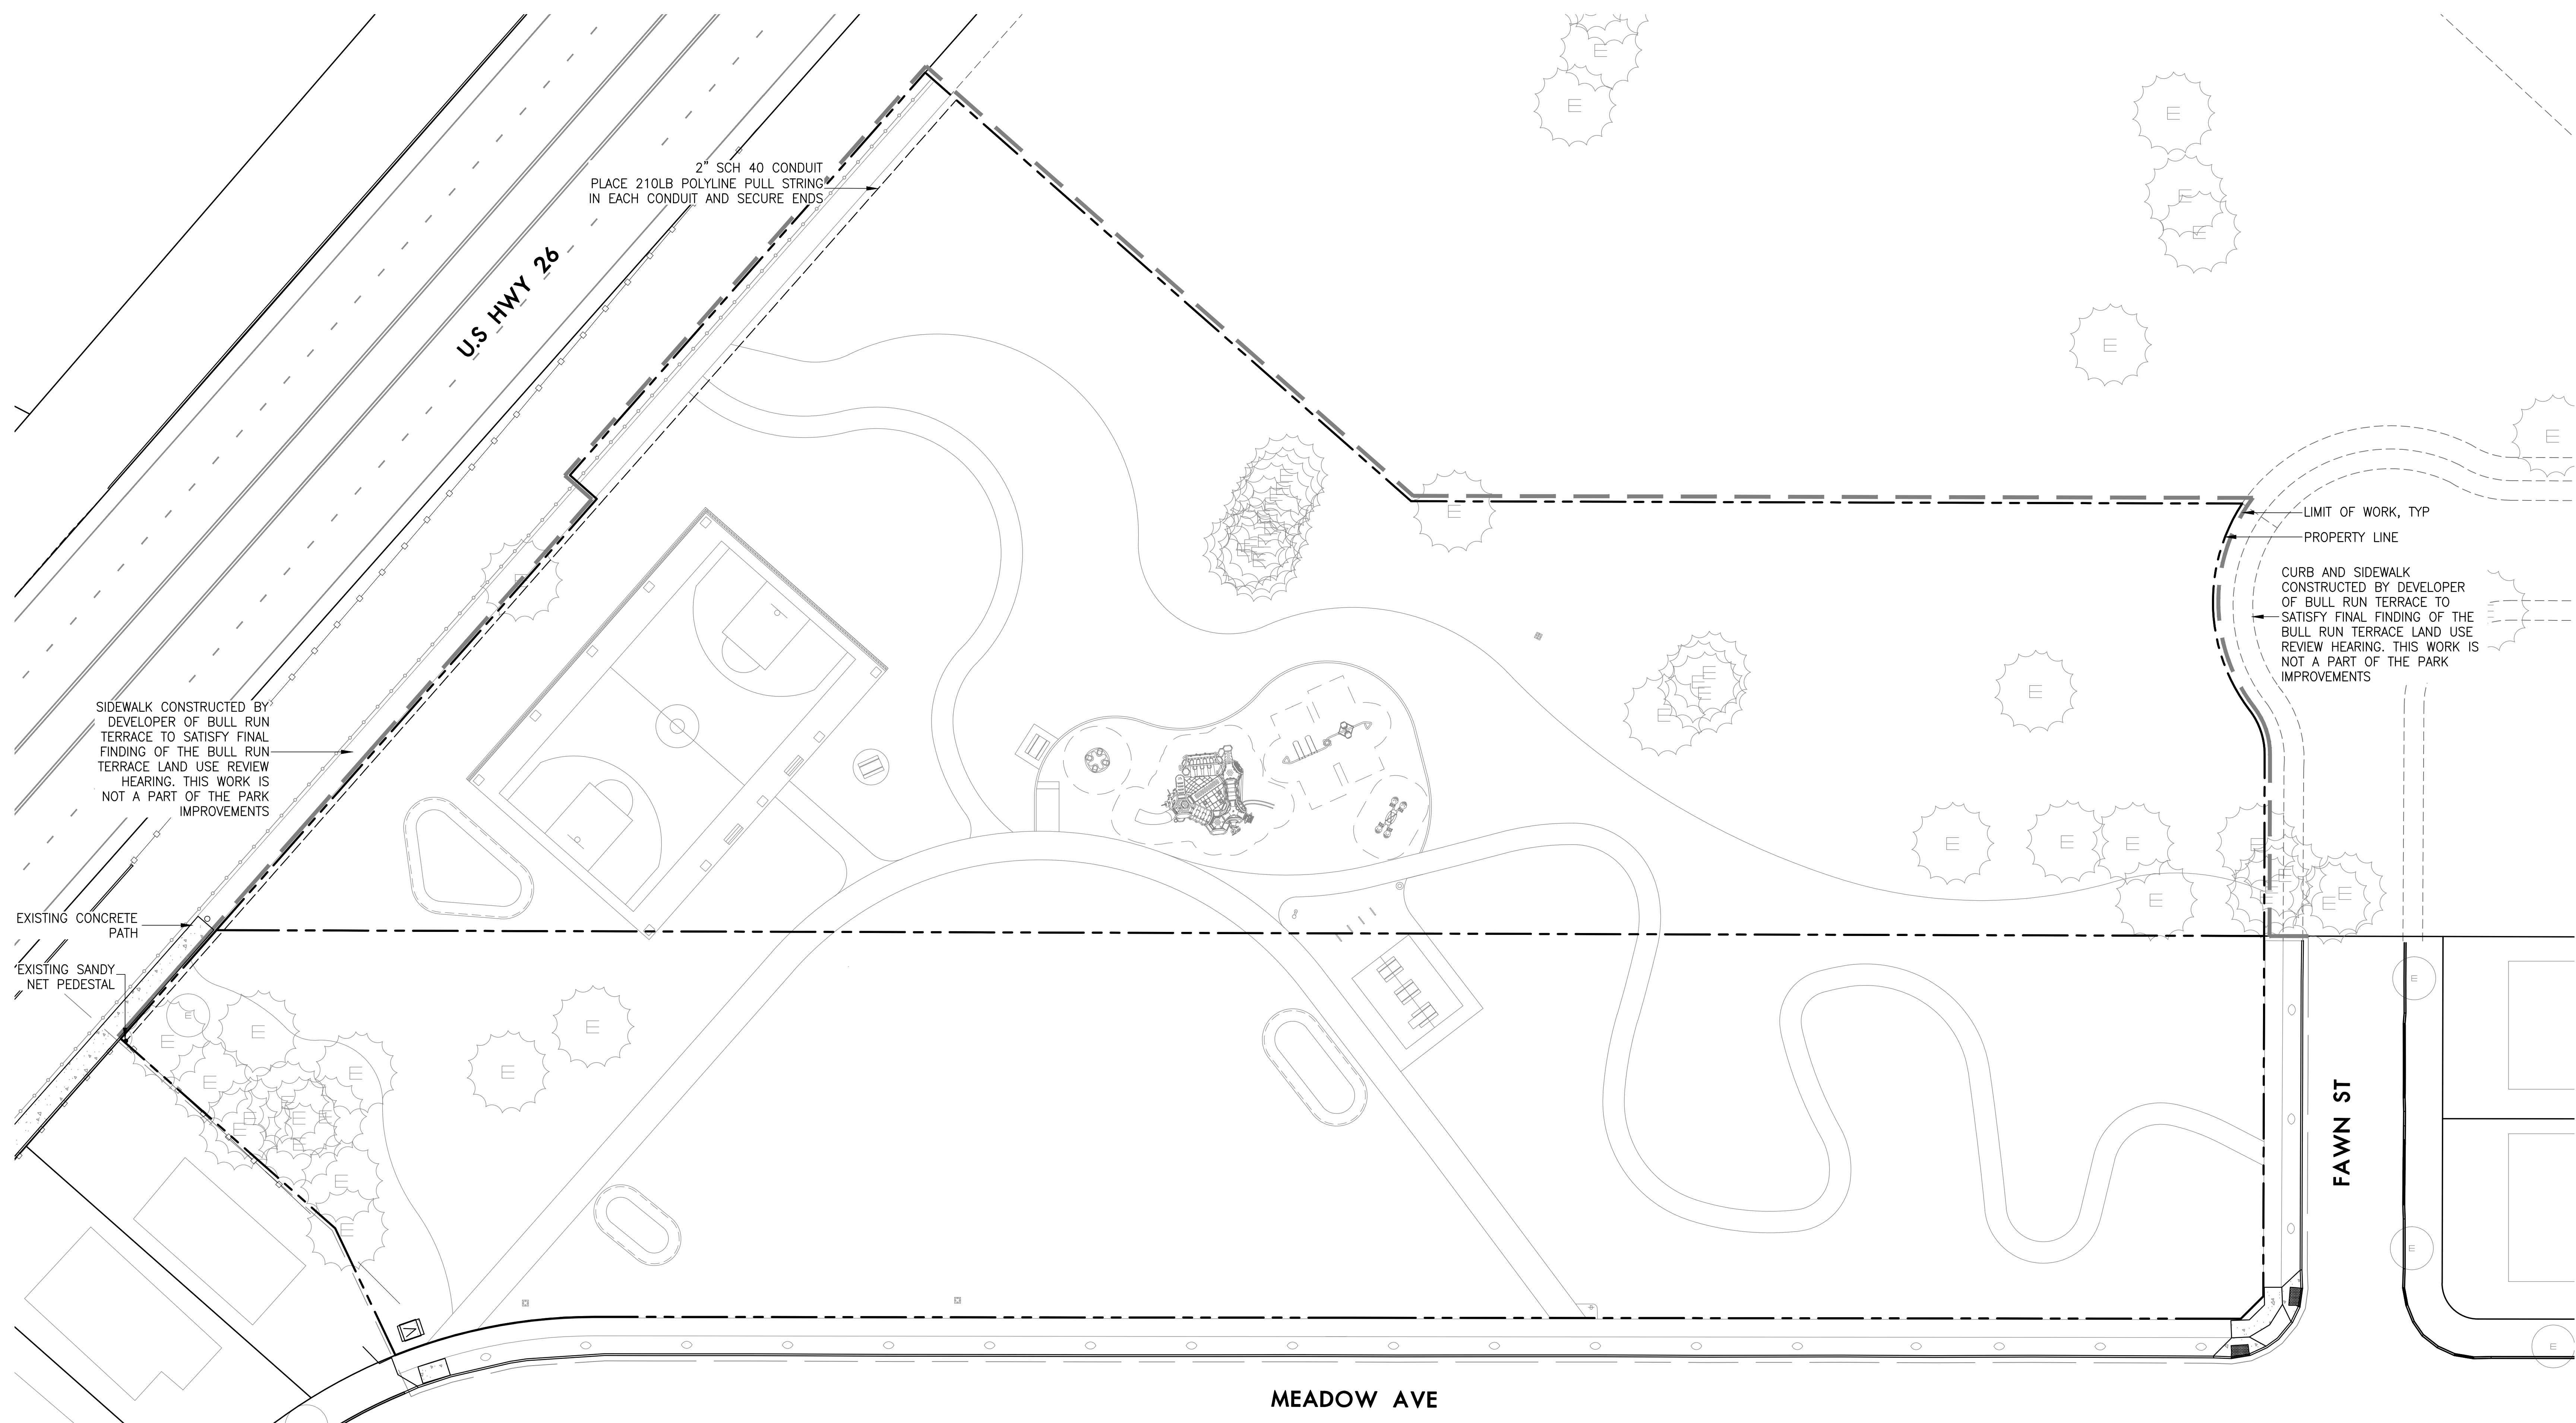 2" SCH 40 CONDUIT
PLACE 210LB POLYLINE PULL STRING
IN EACH CONDUIT AND SECURE ENDS
U.S HWY 26
LIMIT OF WORK, TYP
PROPERTY LINE
CURB AND SIDEWALK
CONSTRUCTED BY DEVELOPER
OF BULL RUN TERRACE TO
SATISFY FINAL FINDING OF THE
BULL RUN TERRACE LAND USE
REVIEW HEARING. THIS WORK IS
NOT A PART OF THE PARK
IMPROVEMENTS
SIDEWALK CONSTRUCTED BY
DEVELOPER OF BULL RUN
TERRACE TO SATISFY FINAL
FINDING OF THE BULL RUN
TERRACE LAND USE REVIEW
HEARING. THIS WORK IS
NOT A PART OF THE PARK
IMPROVEMENTS
EXISTING CONCRETE
PATH
EXISTING SANDY
NET PEDESTAL
FAWN ST
MEADOW AVE